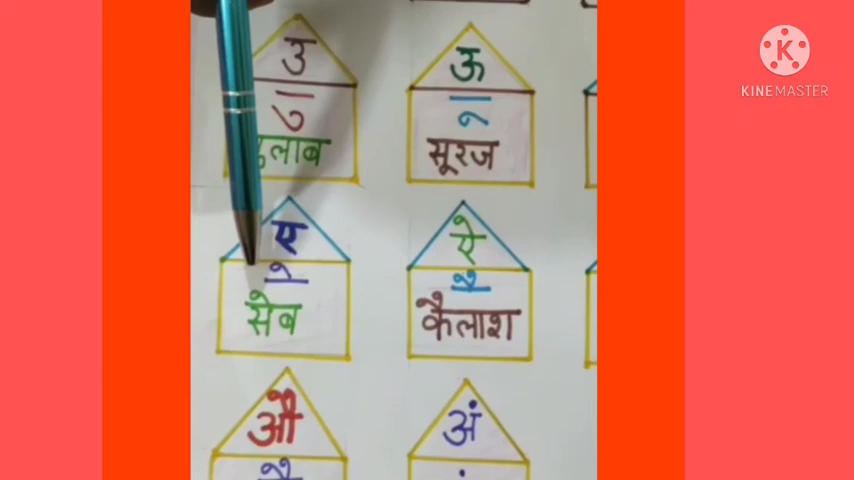 उ
ऊ
ु
ू
सूरज
ए
ऐ
े
ै
सेब
कैलाश
औ
अं
ौ
ं
KINEMASTER